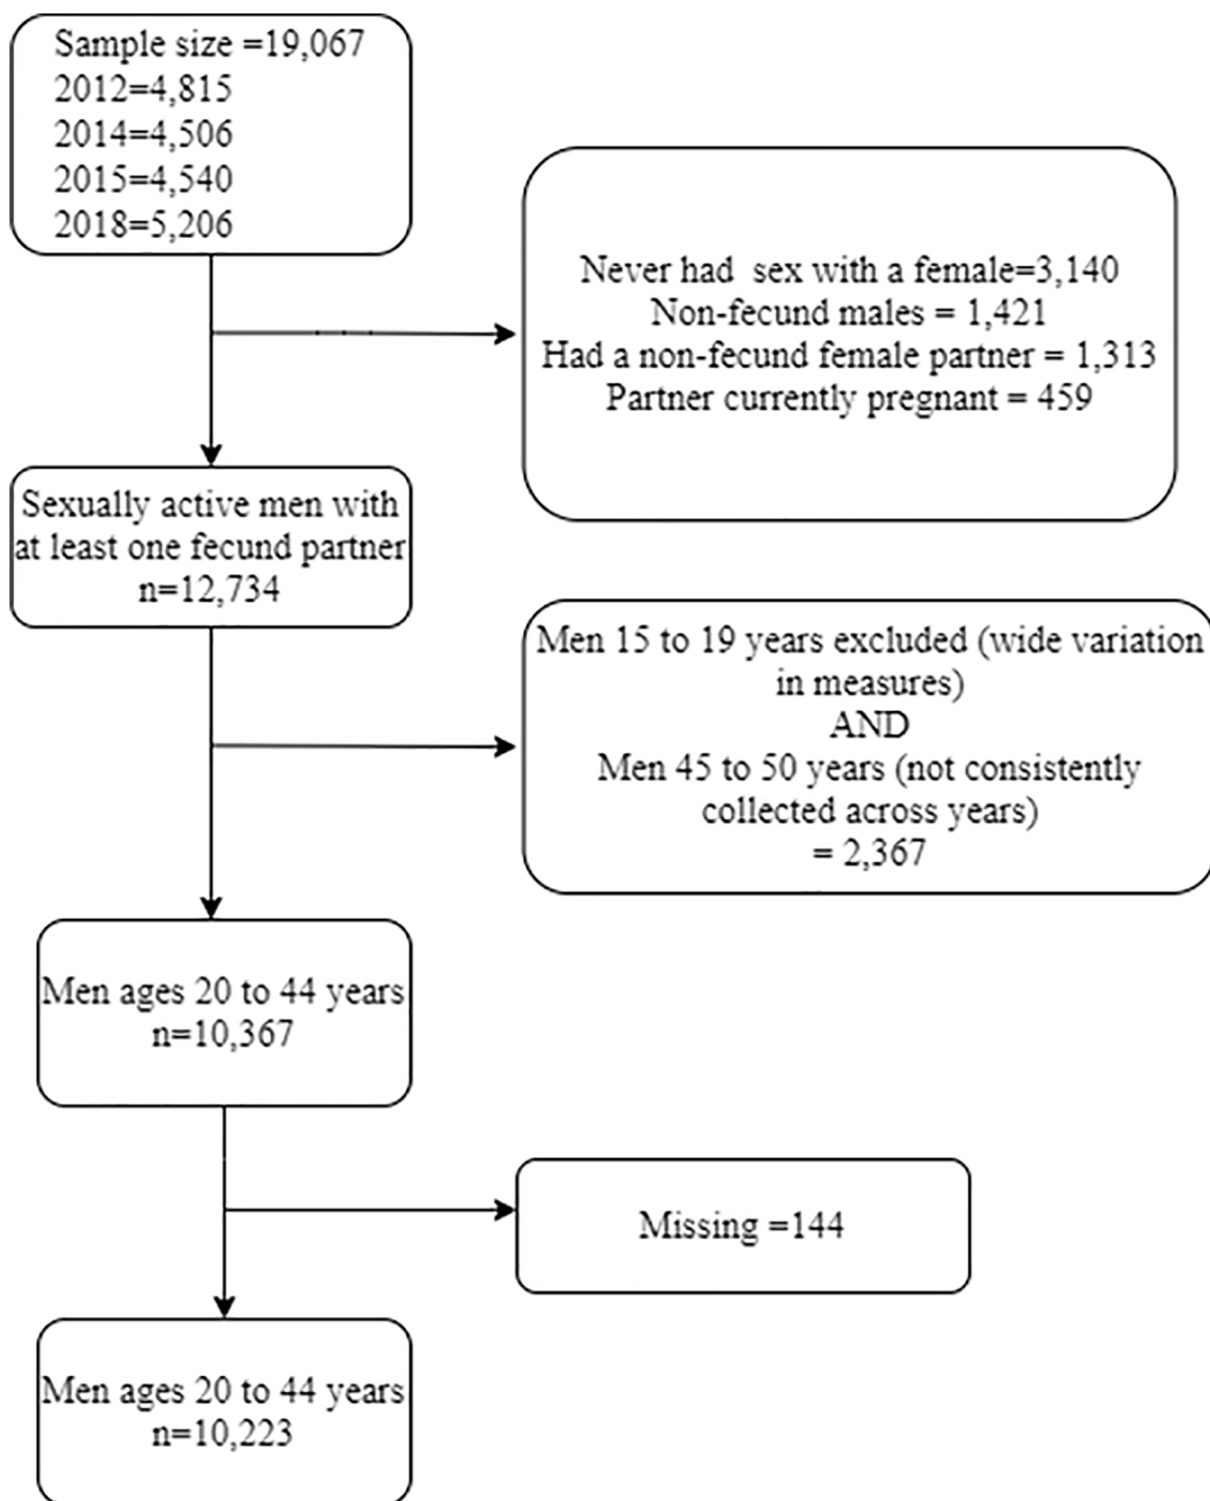 Sample size =19,067
2012=4,815
2014=4,506
2015=4,540
2018=5,206
Never had sex with a female=3,140
Non-fecund males = 1,421
Had a non-fecund female partner = 1,313
Partner currently pregnant = 459
Sexually active men with
at least one fecund partner
n=12,734
Men 15 to 19 years excluded (wide variation
in measures)
AND
Men 45 to 50 years (not consistently
collected across years)
= 2,367
Men ages 20 to 44 years
n=10,367
Missing =144
Men ages 20 to 44 years
n=10,223